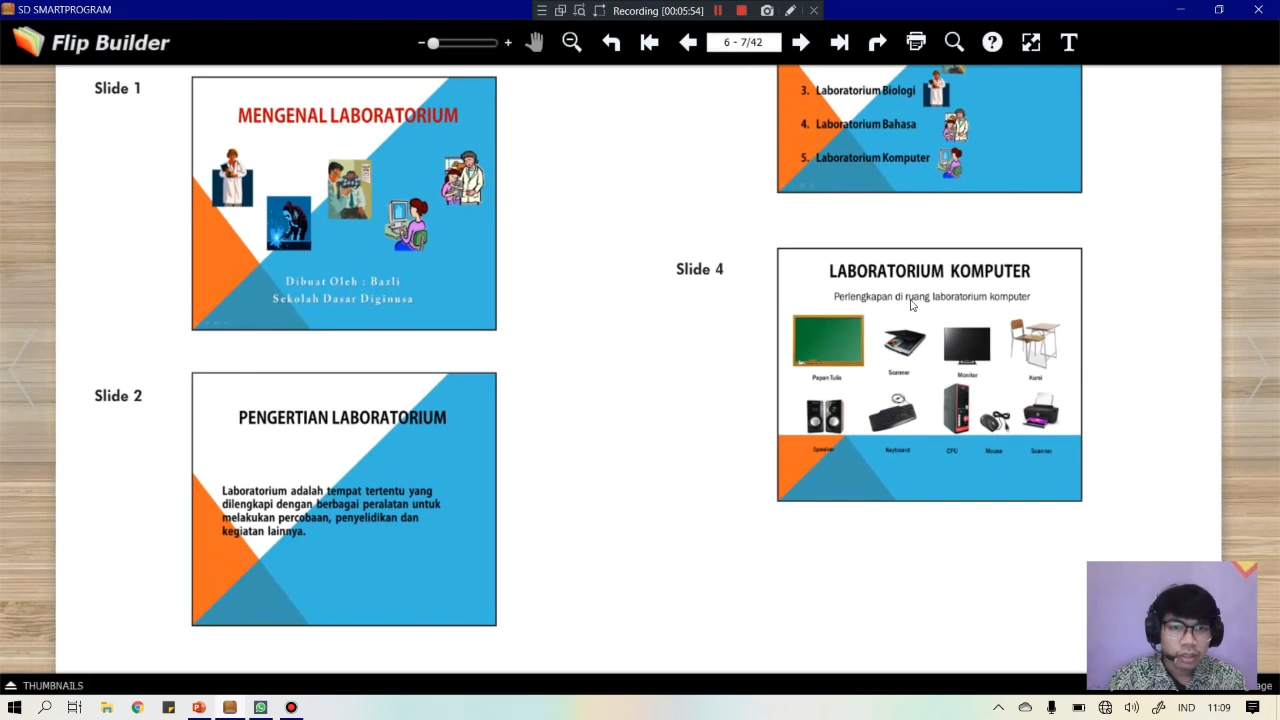 SD SMARTPROGRAM
Recording [00:05:54]
Flip Builder
6 - 7/42
Slide 1
MENGENAL LABORATORIUM
Dibuat Oleh : Bazli
Sekolah Dasar Diginusa
Slide 2
PENGERTIAN LABORATORIUM
Laboratorium adalah tempat tertentu yang
dilengkapi dengan berbagai peralatan untuk
melakukan percobaan, penyelidikan dan
kegiatan lainnya.
3. Laboratorium Biologi
4. Laboratorium Bahasa
5. Laboratorium Komputer
Slide 4
LABORATORIUM KOMPUTER
Perlengkapan di ruang laboratorium komputer
Papan Tulis
Scanner
Monitor
Kursi
Speaker
Keyboard
CPU
Mouse
Scanner
THUMBNAILS
age
IND
11:09